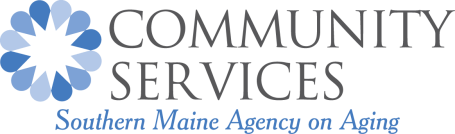 COMMUNITY
SERVICES
Southern Maine Agency on Aging